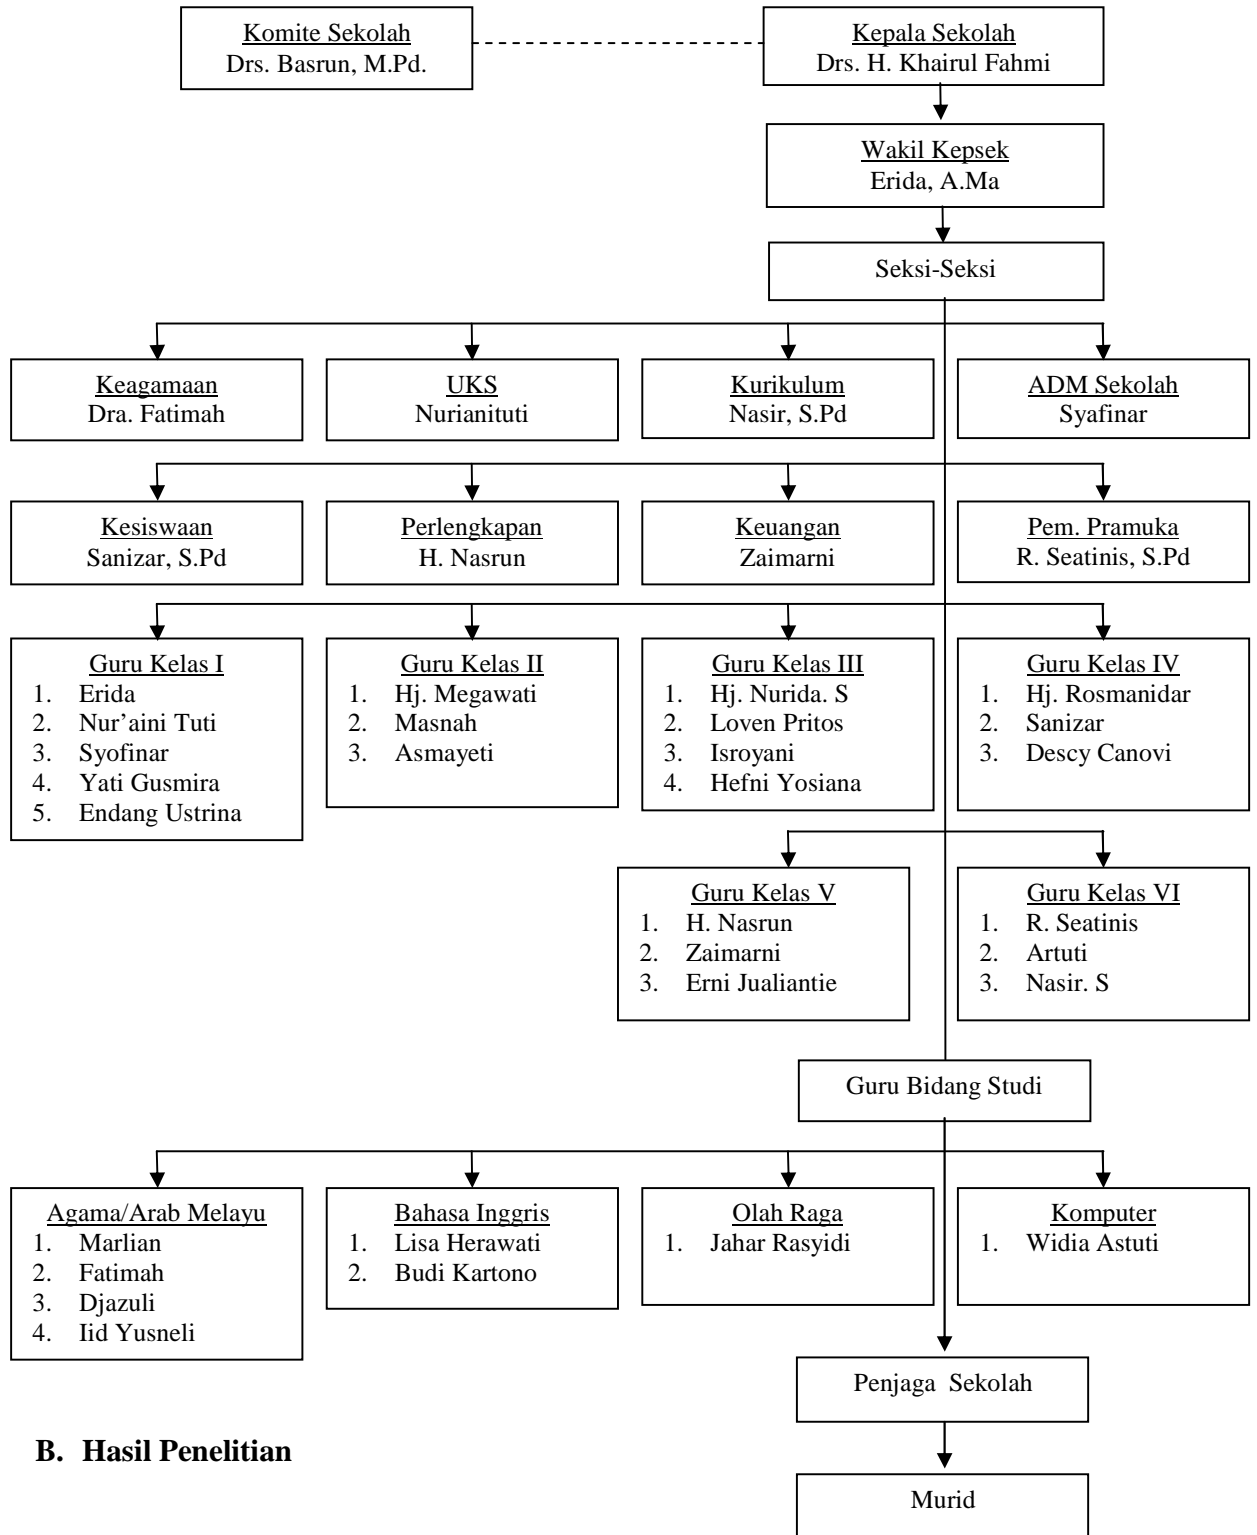 Komite Sekolah
Drs. Basrun, M.Pd.
Kepala Sekolah
Drs. H. Khairul Fahmi
Wakil Kepsek
Erida, A.Ma
Seksi-Seksi
Keagamaan
Dra. Fatimah
UKS
Nurianituti
Kurikulum
Nasir, S.Pd
ADM Sekolah
Syafinar
Kesiswaan
Sanizar, S.Pd
Perlengkapan
H. Nasrun
Keuangan
Zaimarni
Pem. Pramuka
R. Seatinis, S.Pd
Guru Kelas I
1. Erida
2. Nur’aini Tuti
3. Syofinar
4. Yati Gusmira
5. Endang Ustrina
Guru Kelas II
1. Hj. Megawati
2. Masnah
3. Asmayeti
Guru Kelas III
1. Hj. Nurida. S
2. Loven Pritos
3. Isroyani
4. Hefni Yosiana
Guru Kelas IV
1. Hj. Rosmanidar
2. Sanizar
3. Descy Canovi
Guru Kelas V
1. H. Nasrun
2. Zaimarni
3. Erni Jualiantie
Guru Kelas VI
1. R. Seatinis
2. Artuti
3. Nasir. S
Guru Bidang Studi
Agama/Arab Melayu
1. Marlian
2. Fatimah
3. Djazuli
4. Iid Yusneli
Bahasa Inggris
1. Lisa Herawati
2. Budi Kartono
Olah Raga
1. Jahar Rasyidi
Komputer
1. Widia Astuti
Penjaga Sekolah
B. Hasil Penelitian
Murid